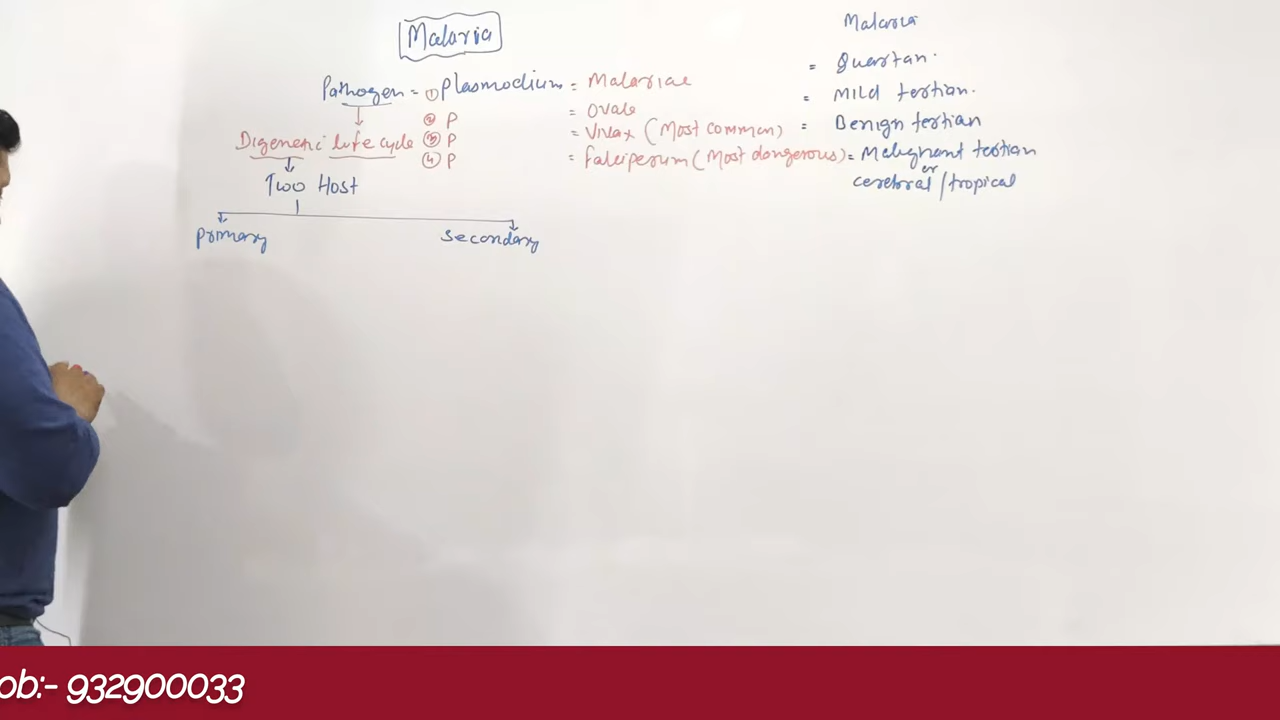 Malaria
Malaria
Pathogen = ① Plasmodium = Malariae = Quartan.
② P = Ovale = Mild tertian.
Digenetic life cycle ③ P = Vivax (Most common) = Benign tertian
④ P = Falciperum (Most dangerous) = Malignant tertian
or
Two Host cerebral / tropical
Primary Secondary
ob:- 932900033